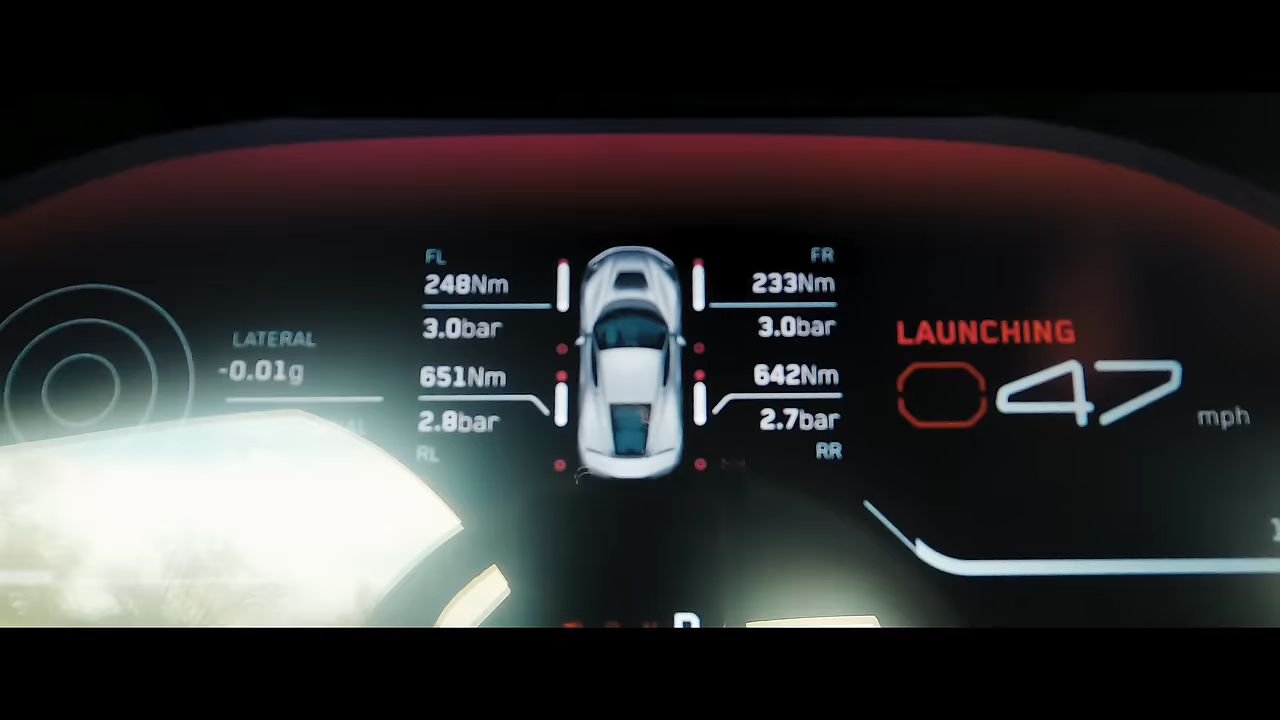 FL
248Nm
3.0bar
651Nm
2.8bar
RL
FR
233Nm
3.0bar
642Nm
2.7bar
RR
LATERAL
-0.01g
LAUNCHING
47
mph